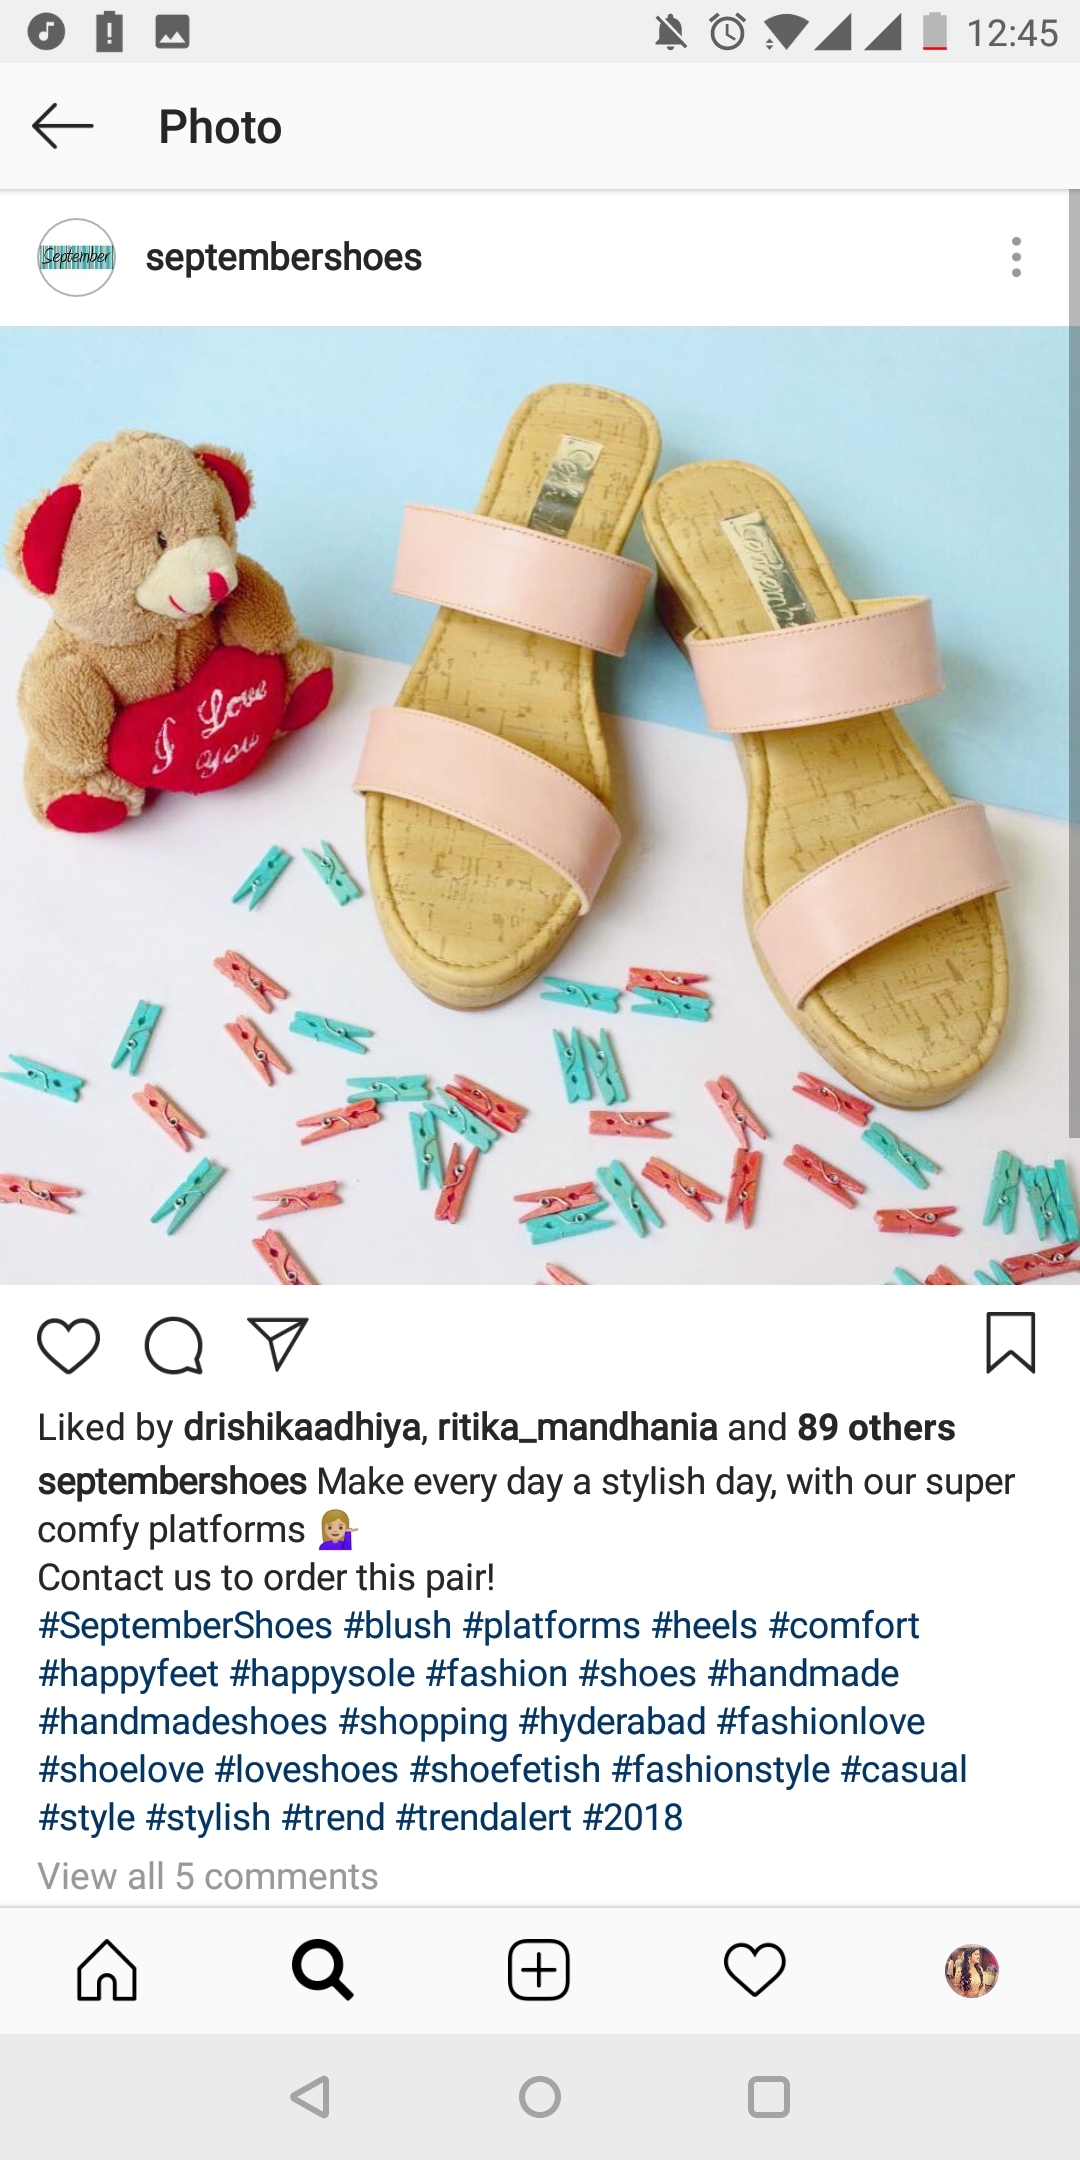 12:45
Photo
September
septembershoes
I Love
you
Liked by drishikaadhiya, ritika_mandhania and 89 others
septembershoes Make every day a stylish day, with our super
comfy platforms 💁🏼‍♀️
Contact us to order this pair!
#SeptemberShoes #blush #platforms #heels #comfort
#happyfeet #happysole #fashion #shoes #handmade
#handmadeshoes #shopping #hyderabad #fashionlove
#shoelove #loveshoes #shoefetish #fashionstyle #casual
#style #stylish #trend #trendalert #2018
View all 5 comments